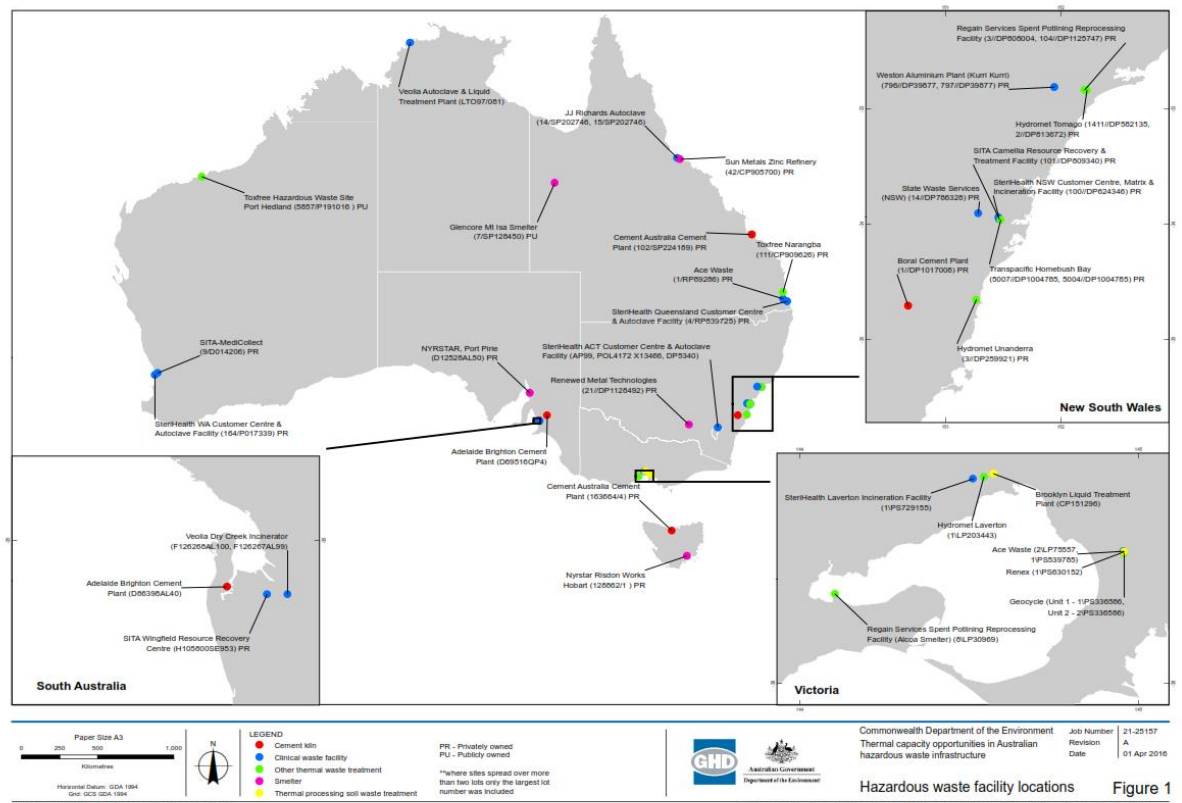 Veolia Autoclave & Liquid
Treatment Plant (LTO97/081)
JJ Richards Autoclave
(14/SP202746, 15/SP202746)
Sun Metals Zinc Refinery
(42/CP905700) PR
Toxfree Hazardous Waste Site
Port Hedland (5857/P191016 ) PU
Glencore Mt Isa Smelter
(7/SP128450) PU
Cement Australia Cement
Plant (102/SP224189) PR
Toxfree Narangba
(111/CP909626) PR
Ace Waste
(1/RP89286) PR
SteriHealth Queensland Customer Centre
& Autoclave Facility (4/RP839725) PR
SITA-MediCollect
(9/D014206) PR
NYRSTAR, Port Pirie
(D12528AL50) PR
SteriHealth ACT Customer Centre & Autoclave
Facility (AP99, POL4172 X13466, DP5340)
Renewed Metal Technologies
(21//DP1128492) PR
SteriHealth WA Customer Centre &
Autoclave Facility (164/P017339) PR
Adelaide Brighton Cement
Plant (D69516QP4)
Cement Australia Cement
Plant (163664/4) PR
Nyrstar Risdon Works
Hobart (128862/1 ) PR
Regain Services Spent Potlining Reprocessing
Facility (3//DP808004, 104//DP1125747) PR
Weston Aluminium Plant (Kurri Kurri)
(796//DP39877, 797//DP39877) PR
Hydromet Tomago (1411//DP582135,
2//DP813672) PR
SITA Camellia Resource Recovery &
Treatment Facility (101//DP809340) PR
State Waste Services
(NSW) (14//DP786328) PR
SteriHealth NSW Customer Centre, Matrix &
Incineration Facility (100//DP624346) PR
Boral Cement Plant
(1//DP1017008) PR
Transpacific Homebush Bay
(5007//DP1004785, 5004//DP1004785) PR
Hydromet Unanderra
(3//DP259921) PR
New South Wales
Veolia Dry Creek Incinerator
(F126266AL100, F126267AL99)
Adelaide Brighton Cement
Plant (D86398AL40)
SITA Wingfield Resource Recovery
Centre (H105800SE953) PR
South Australia
SteriHealth Laverton Incineration Facility
(1\PS729155)
Brooklyn Liquid Treatment
Plant (CP151296)
Hydromet Laverton
(1\LP203443)
Ace Waste (2\LP75557,
1\PS539765)
Renex (1\PS630152)
Geocycle (Unit 1 - 1\PS336586,
Unit 2 - 2\PS336586)
Regain Services Spent Potlining Reprocessing
Facility (Alcoa Smelter) (8\LP30969)
Victoria
Paper Size A3
0 250 500 1,000
Kilometres
Horizontal Datum: GDA 1994
Grid: GCS GDA 1994
N
LEGEND
Cement kiln
Clinical waste facility
Other thermal waste treatment
Smelter
Thermal processing soil waste treatment
PR - Privately owned
PU - Publicly owned
**where sites spread over more
than two lots only the largest lot
number was included
GHD
Australian Government
Department of the Environment
Commonwealth Department of the Environment
Thermal capacity opportunities in Australian
hazardous waste infrastructure
Job Number 21-25157
Revision A
Date 01 Apr 2016
Hazardous waste facility locations
Figure 1